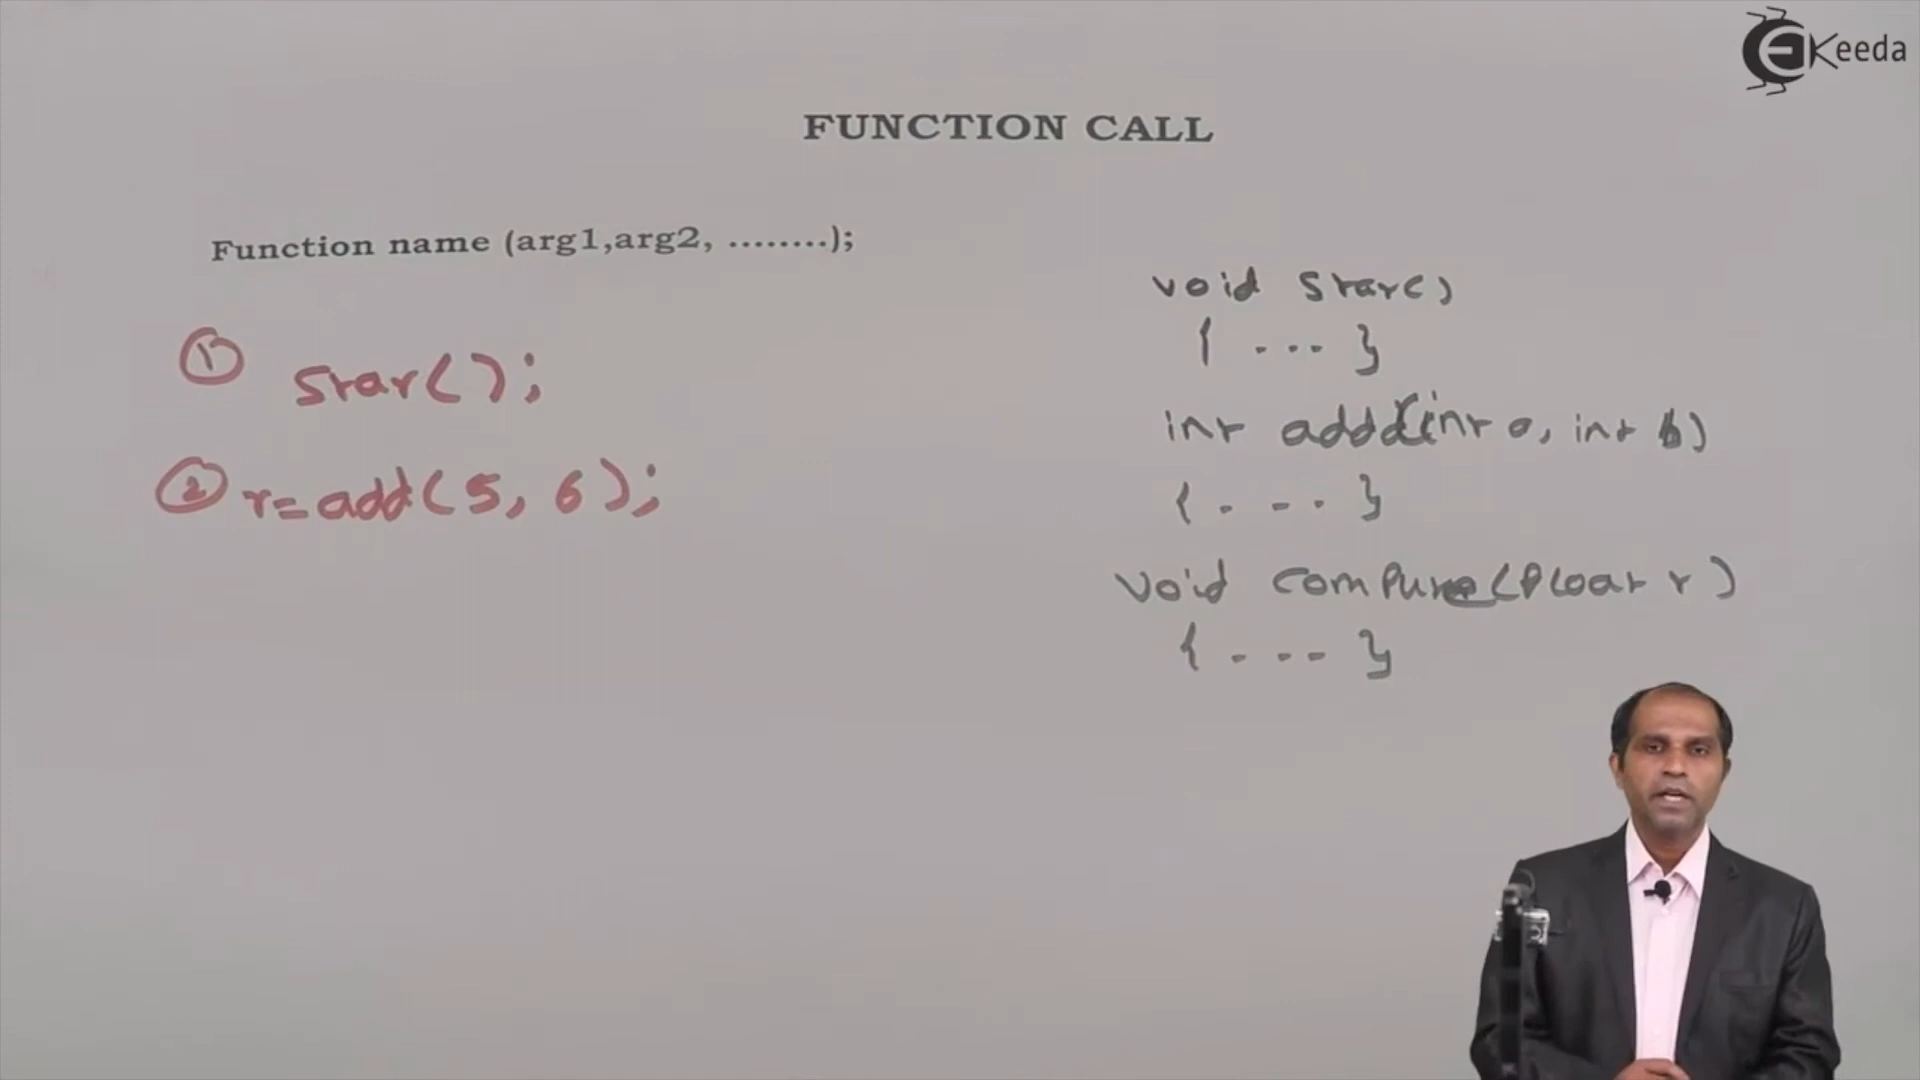 EKeeda
FUNCTION CALL
Function name (arg1,arg2, ........);
① star();
② r=add(5, 6);
void star()
{ ... }
int add(int a, int b)
{ . - . }
void compute(float r)
{ . - - }